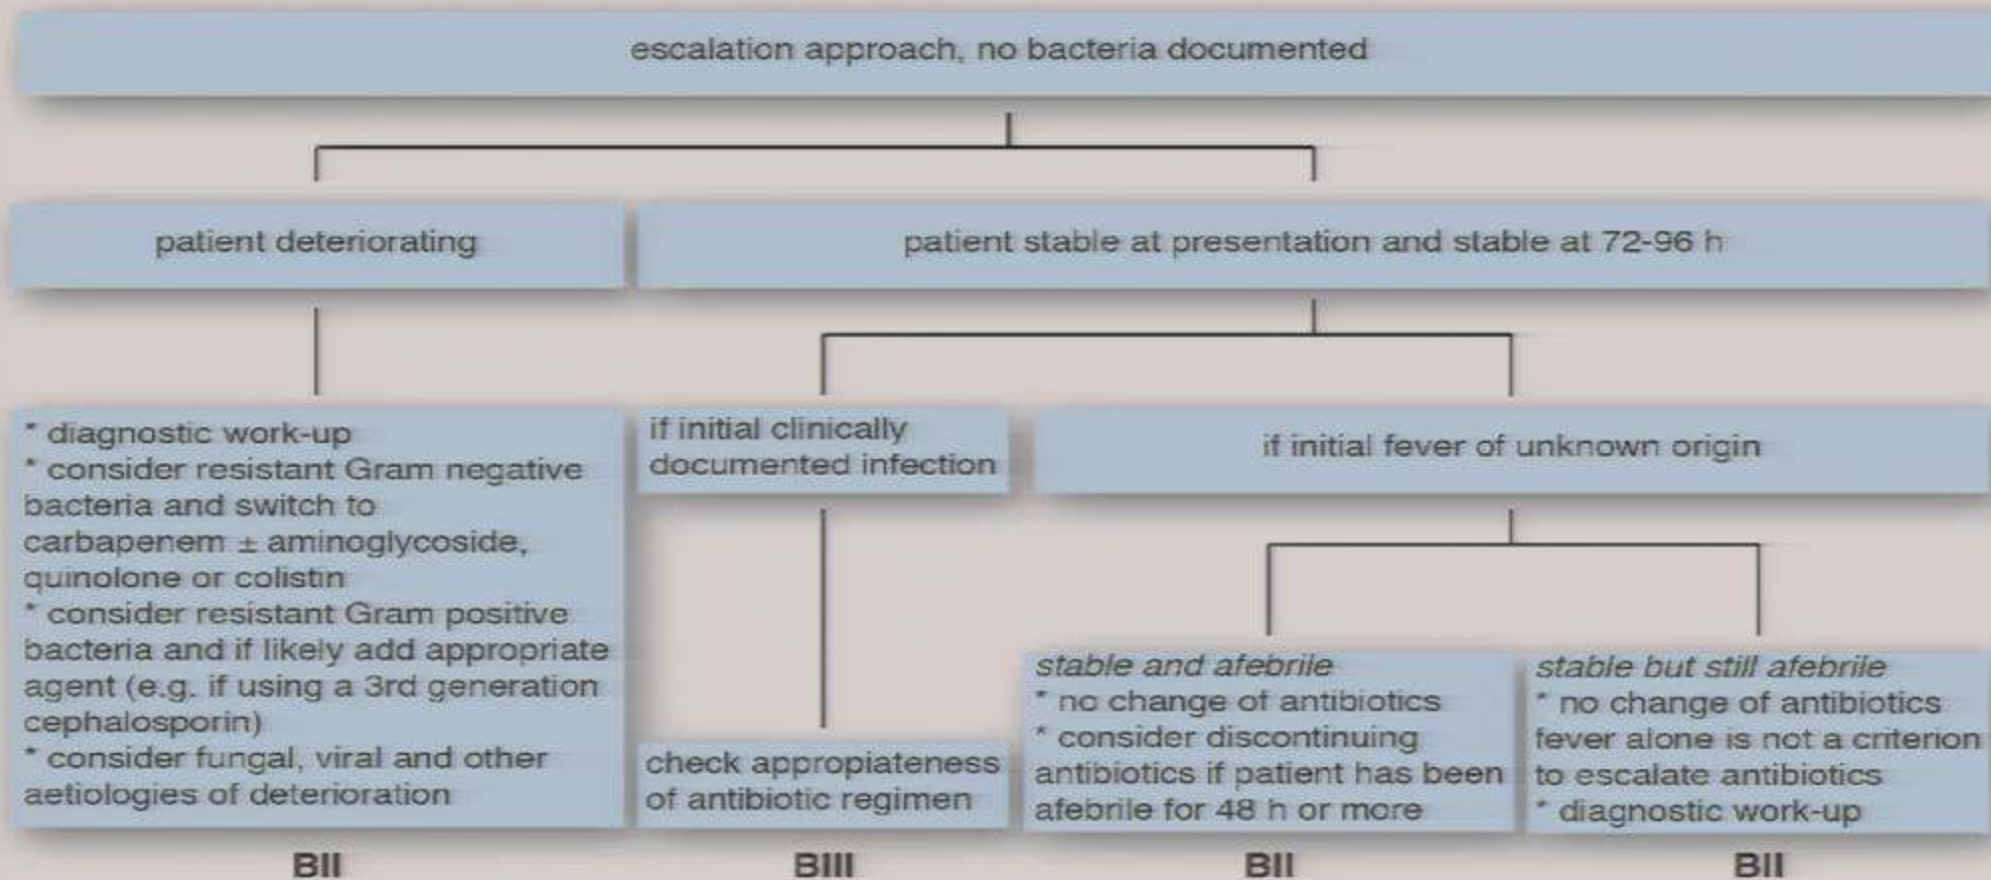 escalation approach, no bacteria documented
patient deteriorating
patient stable at presentation and stable at 72-96 h
* diagnostic work-up
* consider resistant Gram negative
bacteria and switch to
carbapenem ± aminoglycoside,
quinolone or colistin
* consider resistant Gram positive
bacteria and if likely add appropriate
agent (e.g. if using a 3rd generation
cephalosporin)
* consider fungal, viral and other
aetiologies of deterioration
BII
if initial clinically
documented infection
check appropiateness
of antibiotic regimen
BIII
if initial fever of unknown origin
stable and afebrile
* no change of antibiotics
* consider discontinuing
antibiotics if patient has been
afebrile for 48 h or more
BII
stable but still afebrile
* no change of antibiotics
fever alone is not a criterion
to escalate antibiotics
* diagnostic work-up
BII